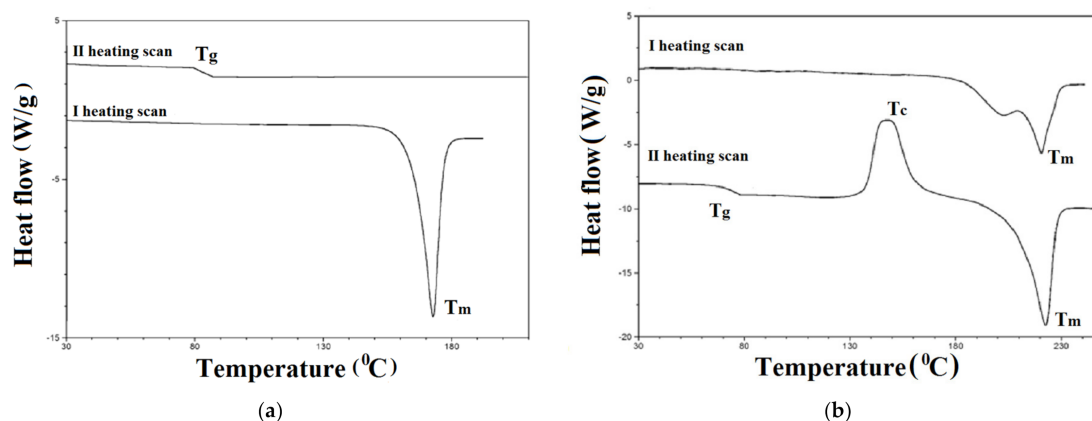 5
II heating scan
Tg
I heating scan
-5
Tm
-15
30
80
130
180
Heat flow (W/g)
Temperature (⁰C)
(a)
5
I heating scan
0
Tc
-5
Tm
II heating scan
Tg
-10
-15
Tm
-20
30
80
130
180
230
Heat flow (W/g)
Temperature (⁰C)
(b)